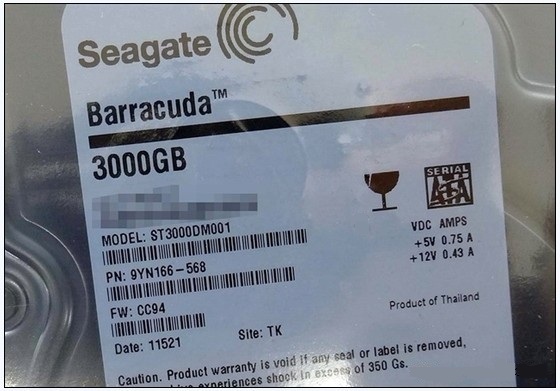 Seagate
Barracuda™
3000GB
SERIAL
ATA
MODEL: ST3000DM001
VDC AMPS
+5V 0.75 A
+12V 0.43 A
PN: 9YN166-568
FW: CC94
Product of Thailand
Date: 11521 Site: TK
Caution. Product warranty is void if any seal or label is removed,
drive experiences shock in excess of 350 Gs.